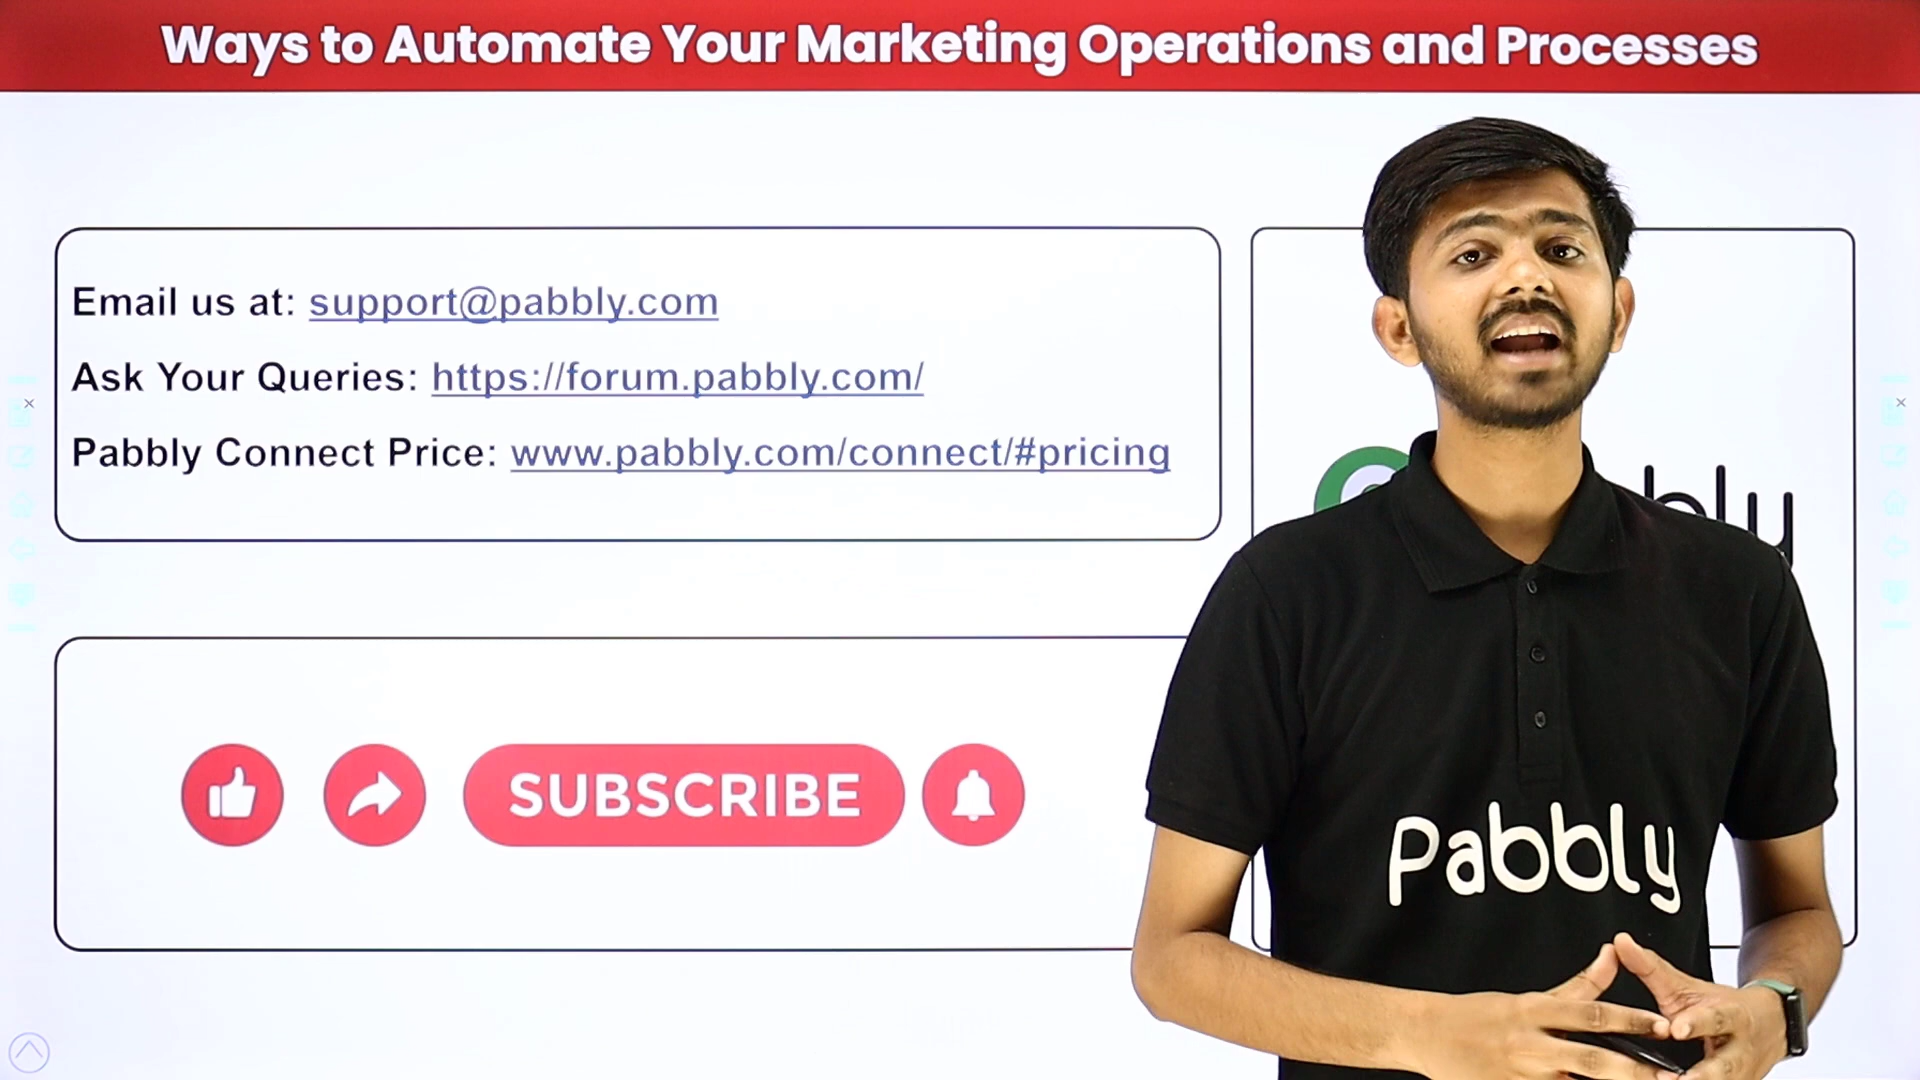 Ways to Automate Your Marketing Operations and Processes
Email us at: support@pabbly.com
Ask Your Queries: https://forum.pabbly.com/
Pabbly Connect Price: www.pabbly.com/connect/#pricing
SUBSCRIBE
Pabbly